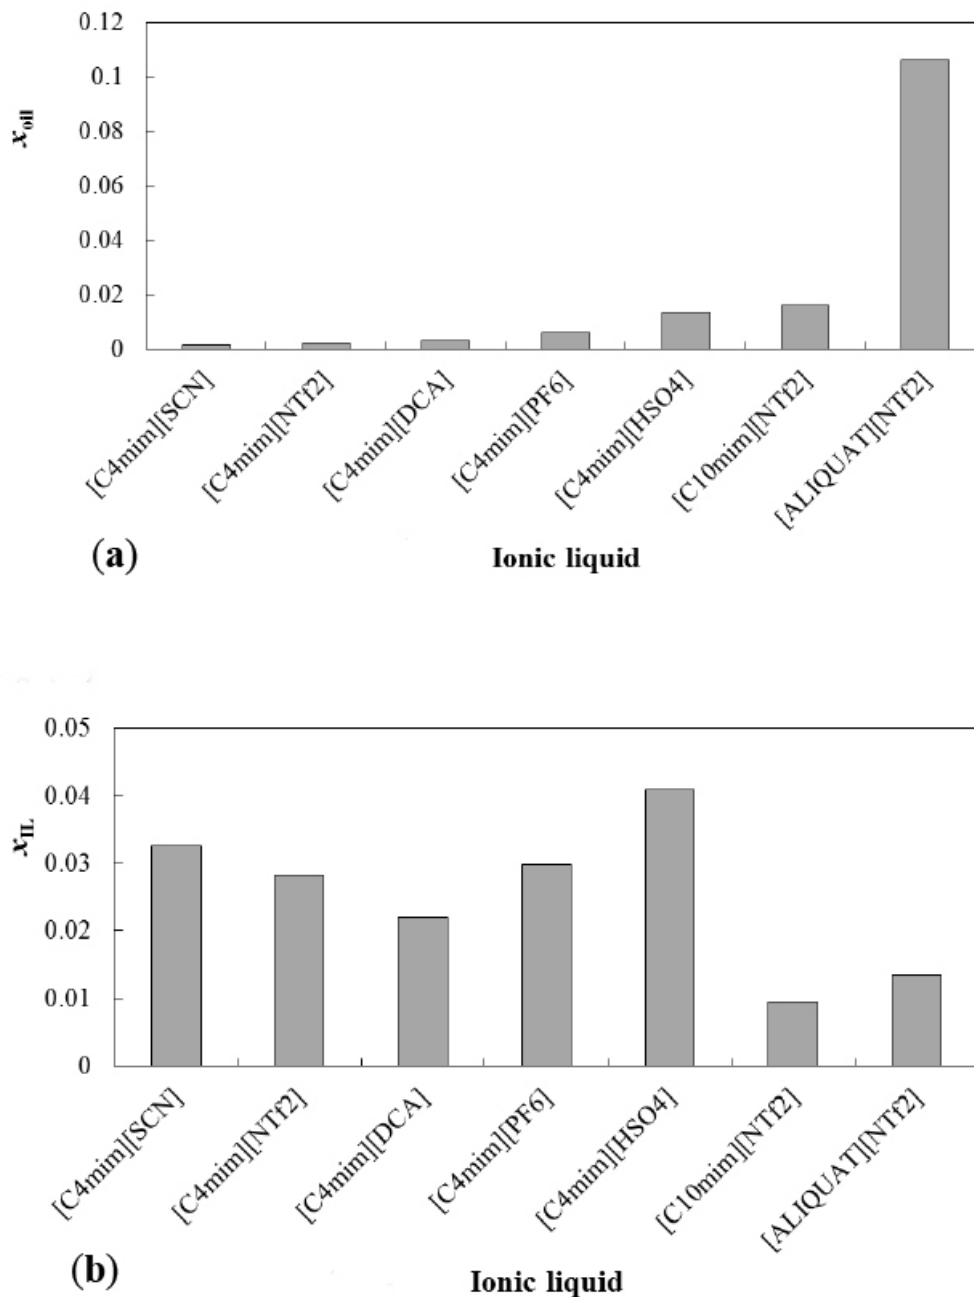 0.12
0.1
0.08
0.06
0.04
0.02
0
xoil
[C4mim][SCN]
[C4mim][NTf2]
[C4mim][DCA]
[C4mim][PF6]
[C4mim][HSO4]
[C10mim][NTf2]
[ALIQUAT][NTf2]
(a)
Ionic liquid
0.05
0.04
0.03
0.02
0.01
0
xIL
[C4mim][SCN]
[C4mim][NTf2]
[C4mim][DCA]
[C4mim][PF6]
[C4mim][HSO4]
[C10mim][NTf2]
[ALIQUAT][NTf2]
(b)
Ionic liquid